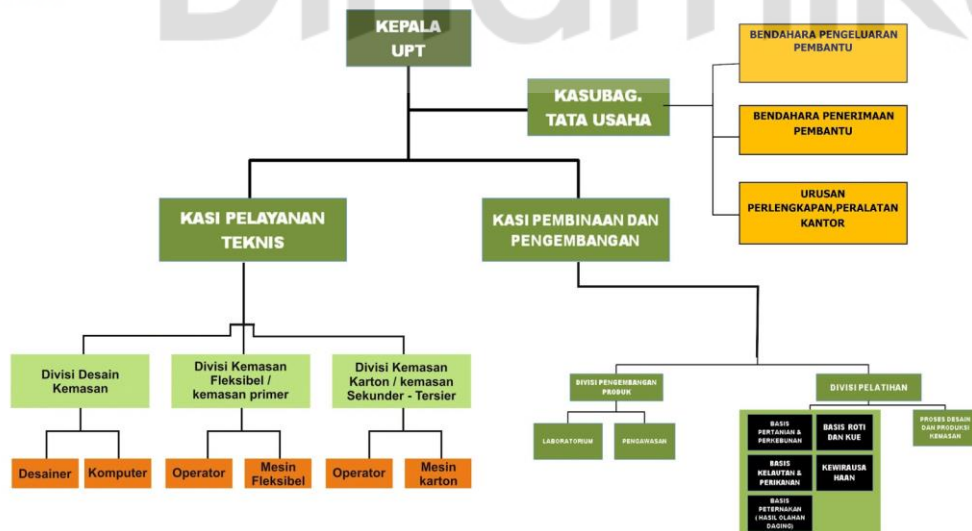 Dinamika
KEPALA
UPT
KASUBAG.
TATA USAHA
BENDAHARA PENGELUARAN
PEMBANTU
BENDAHARA PENERIMAAN
PEMBANTU
URUSAN
PERLENGKAPAN,PERALATAN
KANTOR
KASI PELAYANAN
TEKNIS
KASI PEMBINAAN DAN
PENGEMBANGAN
Divisi Desain
Kemasan
Divisi Kemasan
Fleksibel /
kemasan primer
Divisi Kemasan
Karton / kemasan
Sekunder - Tersier
Desainer
Komputer
Operator
Mesin
Fleksibel
Operator
Mesin
karton
DIVISI PENGEMBANGAN
PRODUK
LABORATORIUM
PENGAWASAN
DIVISI PELATIHAN
BASIS
PERTANIAN &
PERKEBUNAN
BASIS ROTI
DAN KUE
BASIS
KELAUTAN &
PERIKANAN
KEWIRAUSA
HAAN
BASIS
PETERNAKAN
( HASIL OLAHAN
DAGING)
PROSES DESAIN
DAN PRODUKSI
KEMASAN